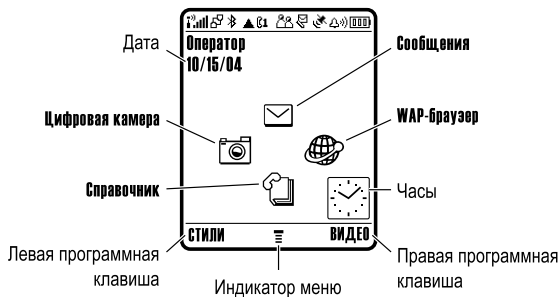 Дата
Оператор
10/15/04
Сообщения
Цифровая камера
WAP-браузер
Справочник
Часы
СТИЛИ
ВИДЕО
Левая программная
клавиша
Индикатор меню
Правая программная
клавиша